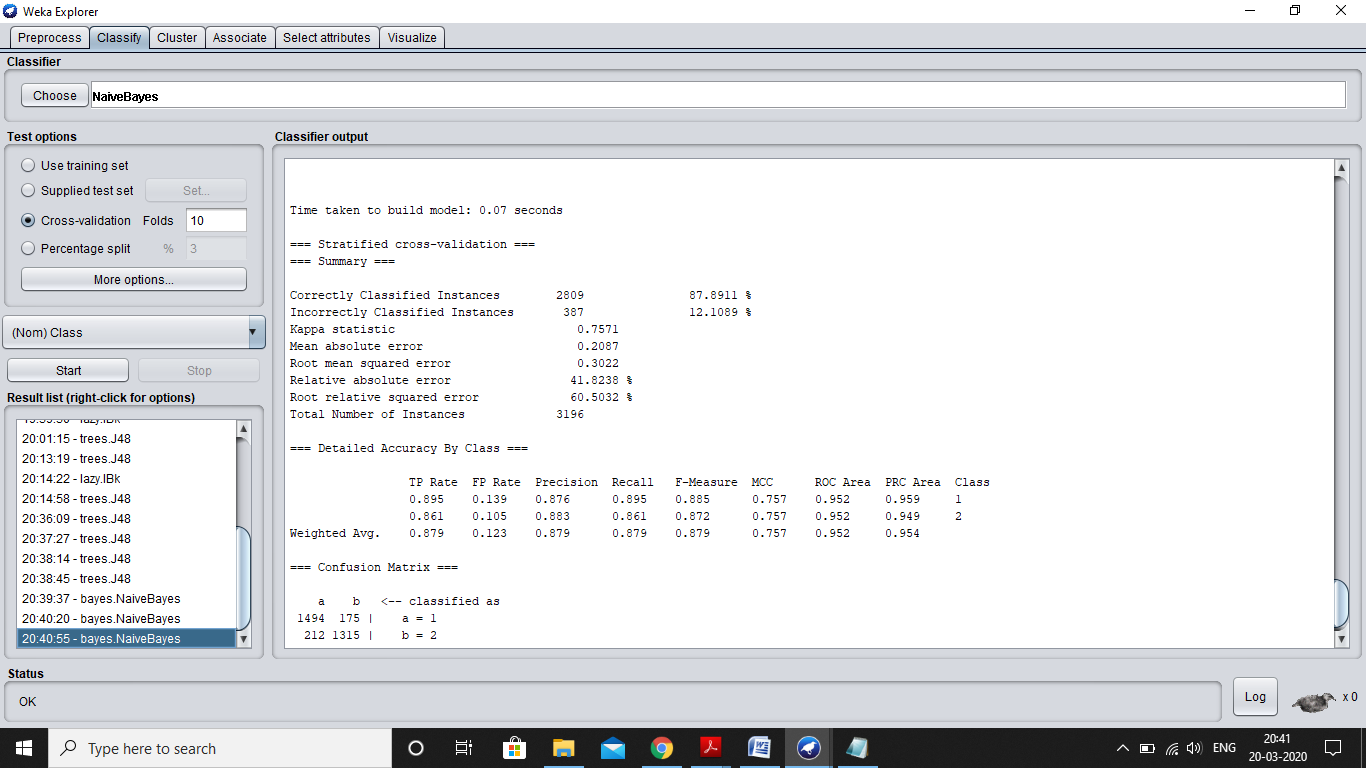 Weka Explorer
Preprocess Classify Cluster Associate Select attributes Visualize
Classifier
Choose NaiveBayes
Test options
Use training set
Supplied test set Set...
Cross-validation Folds 10
Percentage split % 3
More options...
(Nom) Class
Start Stop
Result list (right-click for options)
20:01:15 - trees.J48
20:13:19 - trees.J48
20:14:22 - lazy.IBk
20:14:58 - trees.J48
20:36:09 - trees.J48
20:37:27 - trees.J48
20:38:14 - trees.J48
20:38:45 - trees.J48
20:39:37 - bayes.NaiveBayes
20:40:20 - bayes.NaiveBayes
20:40:55 - bayes.NaiveBayes
Classifier output
Time taken to build model: 0.07 seconds
=== Stratified cross-validation ===
=== Summary ===
Correctly Classified Instances 2809 87.8911 %
Incorrectly Classified Instances 387 12.1089 %
Kappa statistic 0.7571
Mean absolute error 0.2087
Root mean squared error 0.3022
Relative absolute error 41.8238 %
Root relative squared error 60.5032 %
Total Number of Instances 3196
=== Detailed Accuracy By Class ===
TP Rate FP Rate Precision Recall F-Measure MCC ROC Area PRC Area Class
0.895 0.139 0.876 0.895 0.885 0.757 0.952 0.959 1
0.861 0.105 0.883 0.861 0.872 0.757 0.952 0.949 2
Weighted Avg. 0.879 0.123 0.879 0.879 0.879 0.757 0.952 0.954
=== Confusion Matrix ===
a b <-- classified as
1494 175 | a = 1
212 1315 | b = 2
Status
OK
Log
x 0
Type here to search
ENG
20:41
20-03-2020